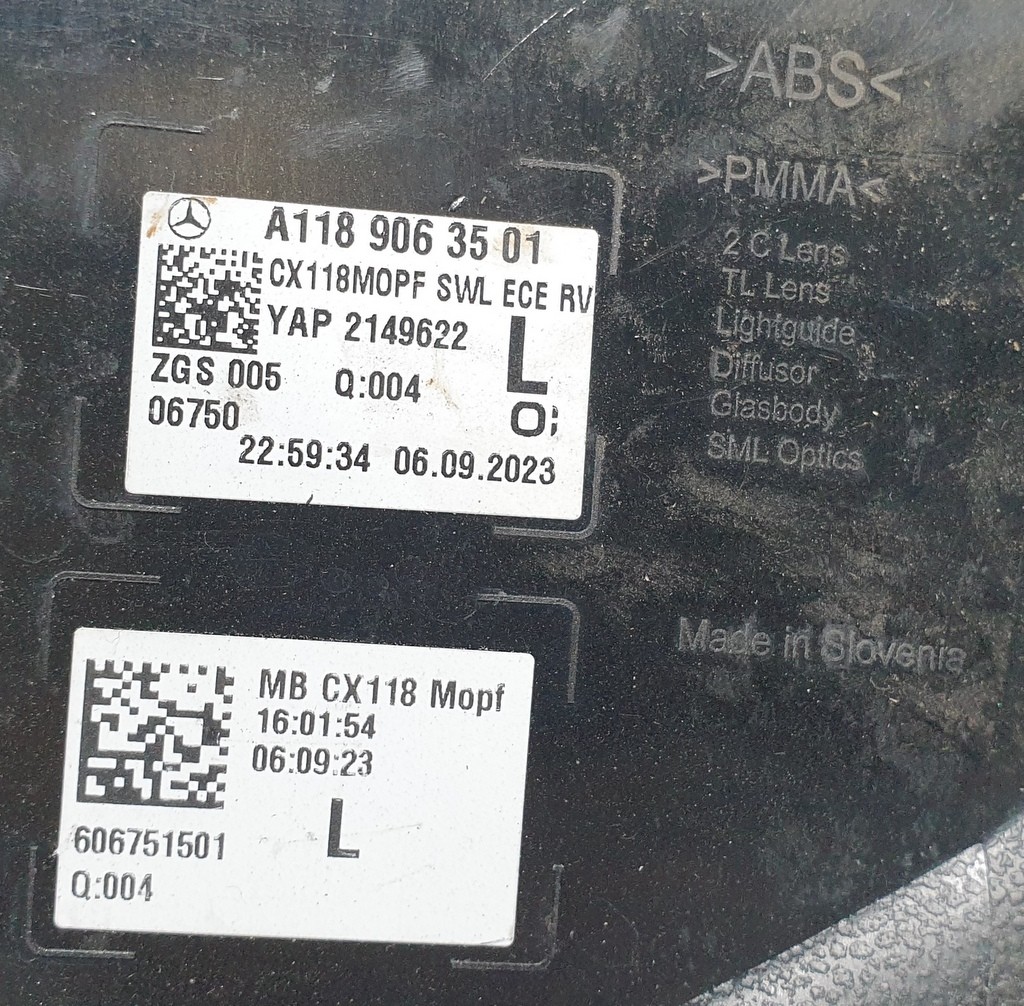 A118 906 35 01
CX118MOPF SWL ECE RV
YAP 2149622
L
ZGS 005 Q:004
06750
O;
22:59:34 06.09.2023
MB CX118 Mopf
16:01:54
06:09:23
L
606751501
Q:004
>ABS<
>PMMA<
2 C Lens
TL Lens
Lightguide
Diffusor
Glasbody
SML Optics
Made in Slovenia